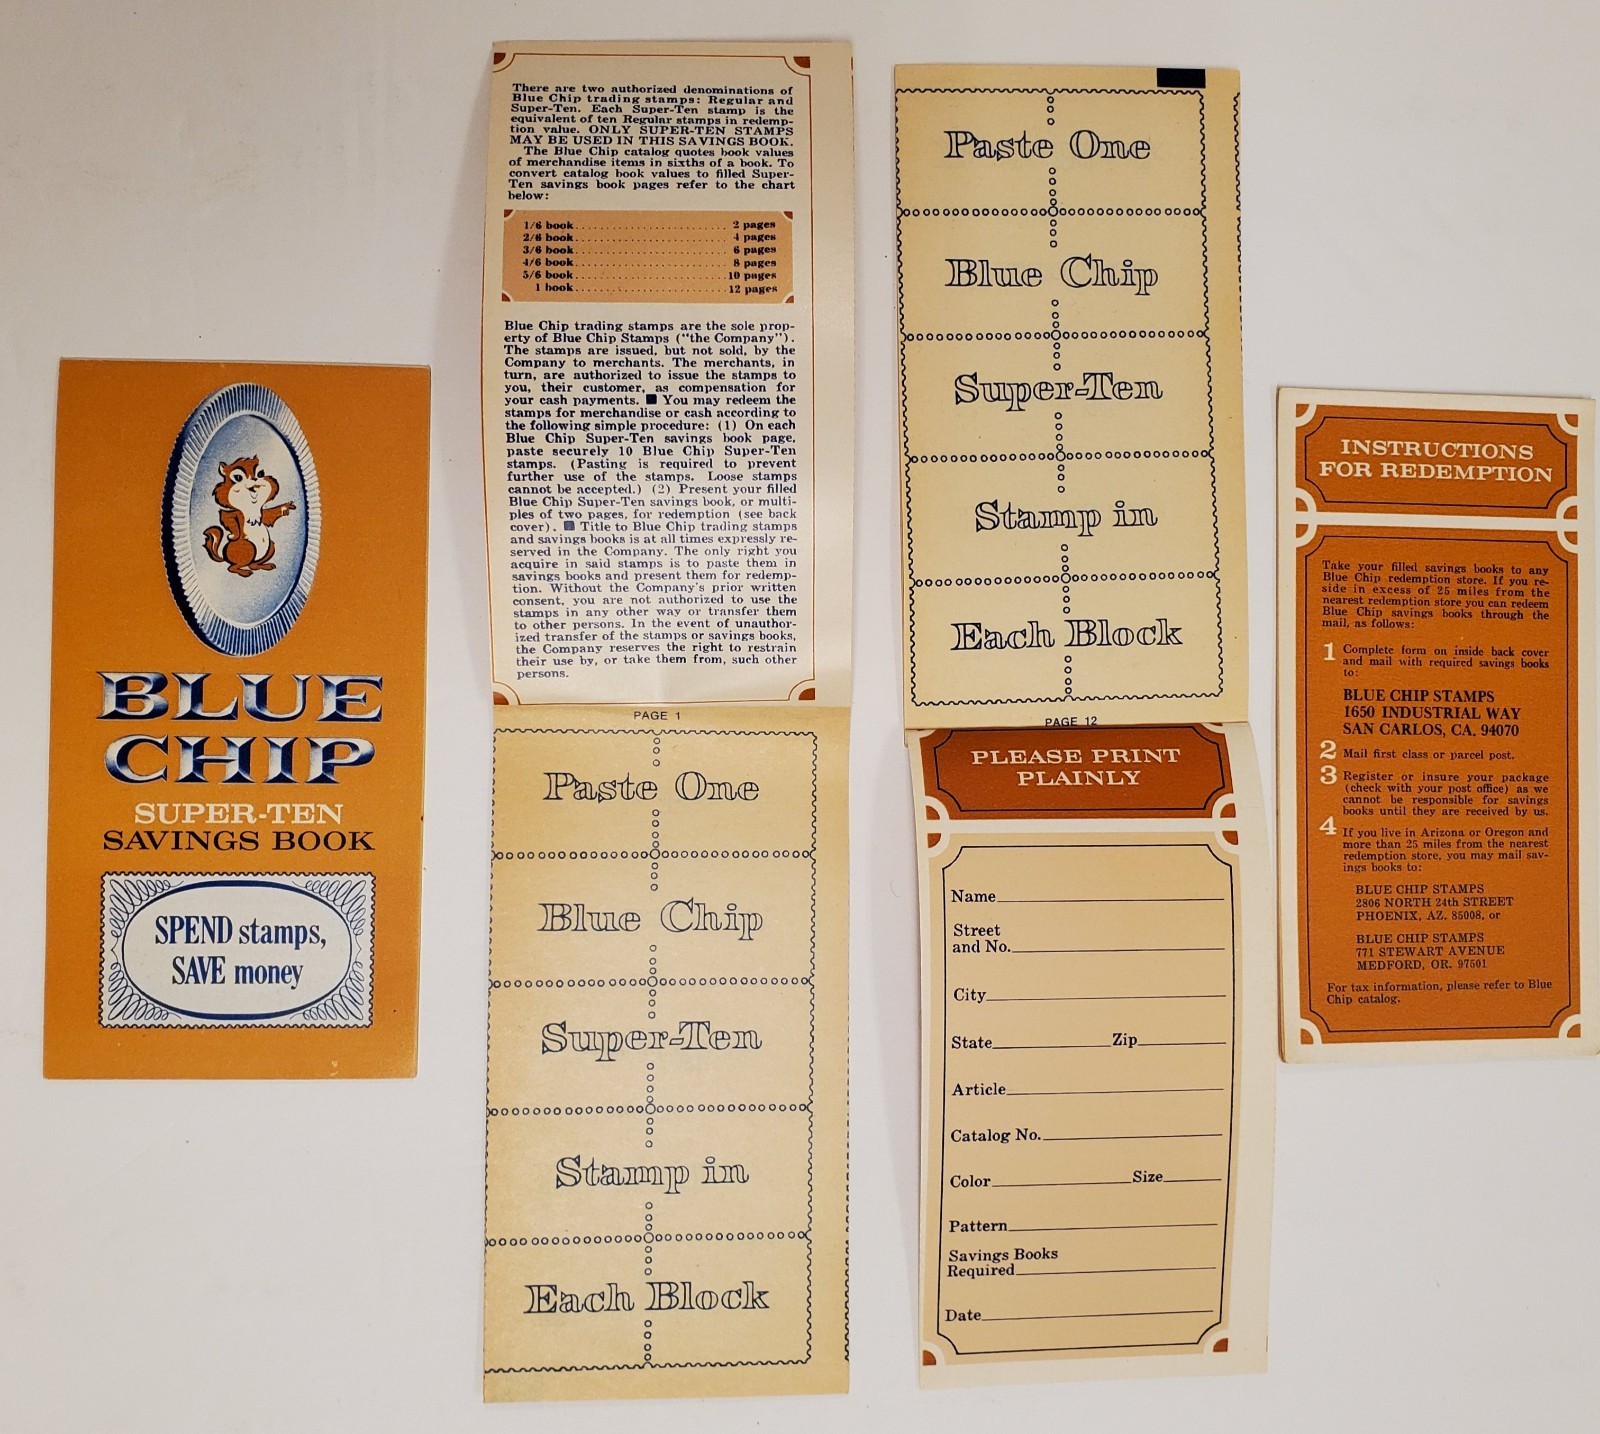 BLUE
CHIP
SUPER-TEN
SAVINGS BOOK
SPEND stamps,
SAVE money
There are two authorized denominations of
Blue Chip trading stamps: Regular and
Super-Ten. Each Super-Ten stamp is the
equivalent of ten Regular stamps in redemp-
tion value. ONLY SUPER-TEN STAMPS
MAY BE USED IN THIS SAVINGS BOOK.
The Blue Chip catalog quotes book values
of merchandise items in sixths of a book. To
convert catalog book values to filled Super-
Ten savings book pages refer to the chart
below:
1/6 book........................ 2 pages
2/6 book........................ 4 pages
3/6 book........................ 6 pages
4/6 book........................ 8 pages
5/6 book........................ 10 pages
1 book........................ 12 pages
Blue Chip trading stamps are the sole prop-
erty of Blue Chip Stamps ("the Company").
The stamps are issued, but not sold, by the
Company to merchants. The merchants, in
turn, are authorized to issue the stamps to
you, their customer, as compensation for
your cash payments. ■ You may redeem the
stamps for merchandise or cash according to
the following simple procedure: (1) On each
Blue Chip Super-Ten savings book page,
paste securely 10 Blue Chip Super-Ten
stamps. (Pasting is required to prevent
further use of the stamps. Loose stamps
cannot be accepted.) (2) Present your filled
Blue Chip Super-Ten savings book, or multi-
ples of two pages, for redemption (see back
cover). ■ Title to Blue Chip trading stamps
and savings books is at all times expressly re-
served in the Company. The only right you
acquire in said stamps is to paste them in
savings books and present them for redemp-
tion. Without the Company's prior written
consent, you are not authorized to use the
stamps in any other way or transfer them
to other persons. In the event of unauthor-
ized transfer of the stamps or savings books,
the Company reserves the right to restrain
their use by, or take them from, such other
persons.
PAGE 1
Paste One
Blue Chip
Super-Ten
Stamp in
Each Block
Paste One
Blue Chip
Super-Ten
Stamp in
Each Block
PAGE 12
PLEASE PRINT
PLAINLY
Name
Street
and No.
City
State Zip
Article
Catalog No.
Color Size
Pattern
Savings Books
Required
Date
INSTRUCTIONS
FOR REDEMPTION
Take your filled savings books to any
Blue Chip redemption store. If you re-
side in excess of 25 miles from the
nearest redemption store you can redeem
Blue Chip savings books through the
mail, as follows:
1 Complete form on inside back cover
and mail with required savings books
to:
BLUE CHIP STAMPS
1650 INDUSTRIAL WAY
SAN CARLOS, CA. 94070
2 Mail first class or parcel post.
3 Register or insure your package
(check with your post office) as we
cannot be responsible for savings
books until they are received by us.
4 If you live in Arizona or Oregon and
more than 25 miles from the nearest
redemption store, you may mail sav-
ings books to:
BLUE CHIP STAMPS
2806 NORTH 24th STREET
PHOENIX, AZ. 85008, or
BLUE CHIP STAMPS
771 STEWART AVENUE
MEDFORD, OR. 97501
For tax information, please refer to Blue
Chip catalog.